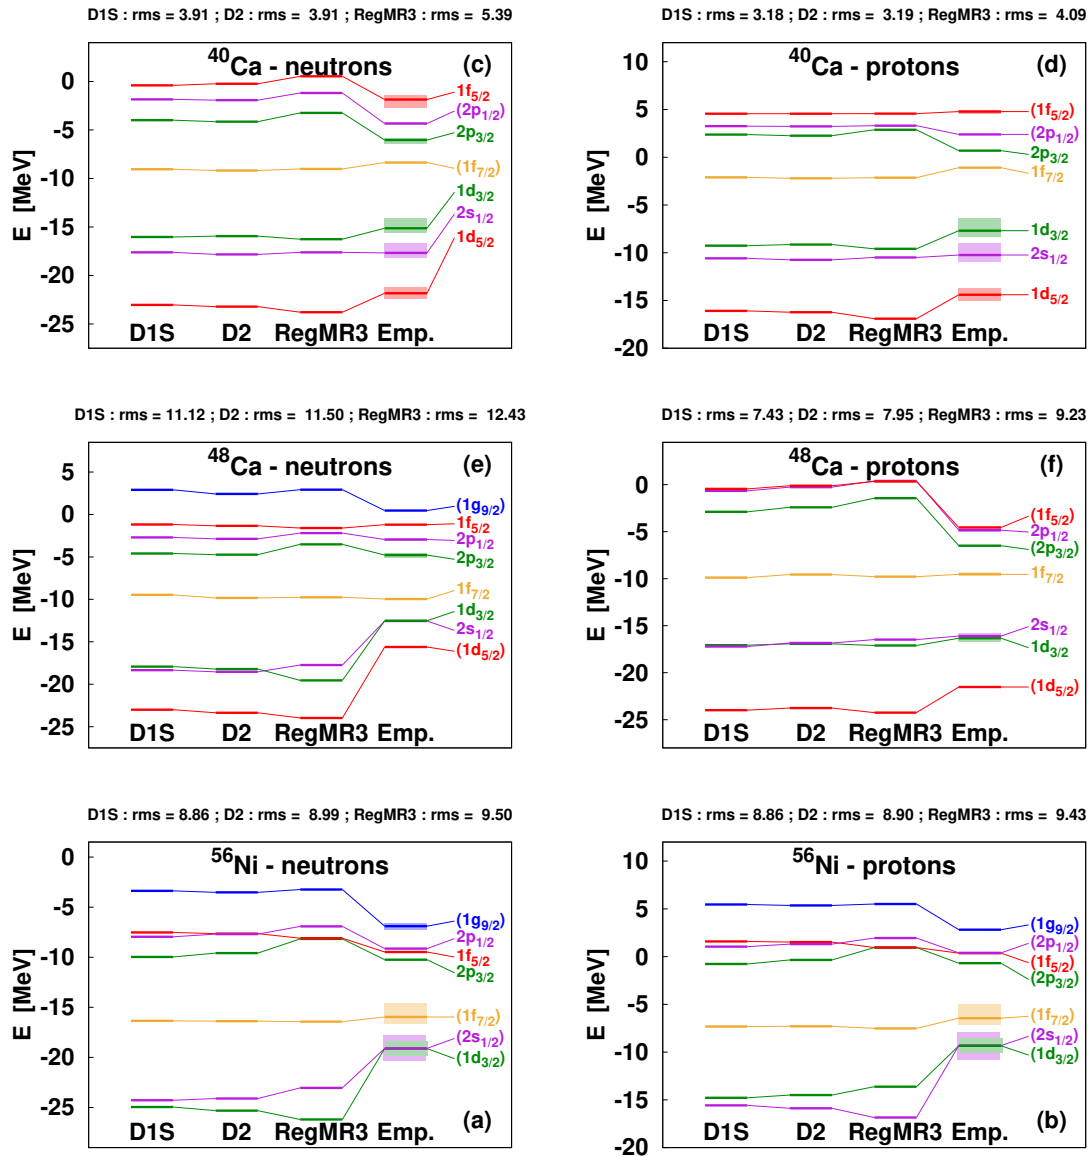 D1S : rms = 3.91 ; D2 : rms = 3.91 ; RegMR3 : rms = 5.39
40Ca - neutrons (c)
E [MeV]
0
-5
-10
-15
-20
-25
1f5/2
(2p1/2)
2p3/2
(1f7/2)
1d3/2
2s1/2
1d5/2
D1S D2 RegMR3 Emp.
D1S : rms = 3.18 ; D2 : rms = 3.19 ; RegMR3 : rms = 4.09
40Ca - protons (d)
E [MeV]
10
5
0
-5
-10
-15
-20
(1f5/2)
(2p1/2)
2p3/2
1f7/2
1d3/2
2s1/2
1d5/2
D1S D2 RegMR3 Emp.
D1S : rms = 11.12 ; D2 : rms = 11.50 ; RegMR3 : rms = 12.43
48Ca - neutrons (e)
E [MeV]
5
0
-5
-10
-15
-20
-25
(1g9/2)
1f5/2
2p1/2
2p3/2
1f7/2
1d3/2
2s1/2
(1d5/2)
D1S D2 RegMR3 Emp.
D1S : rms = 7.43 ; D2 : rms = 7.95 ; RegMR3 : rms = 9.23
48Ca - protons (f)
E [MeV]
0
-5
-10
-15
-20
-25
(1f5/2)
2p1/2
(2p3/2)
1f7/2
2s1/2
1d3/2
(1d5/2)
D1S D2 RegMR3 Emp.
D1S : rms = 8.86 ; D2 : rms = 8.99 ; RegMR3 : rms = 9.50
56Ni - neutrons
E [MeV]
0
-5
-10
-15
-20
-25
(1g9/2)
2p1/2
1f5/2
2p3/2
(1f7/2)
(2s1/2)
(1d3/2)
D1S D2 RegMR3 Emp. (a)
D1S : rms = 8.86 ; D2 : rms = 8.90 ; RegMR3 : rms = 9.43
56Ni - protons
E [MeV]
10
5
0
-5
-10
-15
-20
(1g9/2)
(2p1/2)
(1f5/2)
(2p3/2)
(1f7/2)
(2s1/2)
(1d3/2)
D1S D2 RegMR3 Emp. (b)